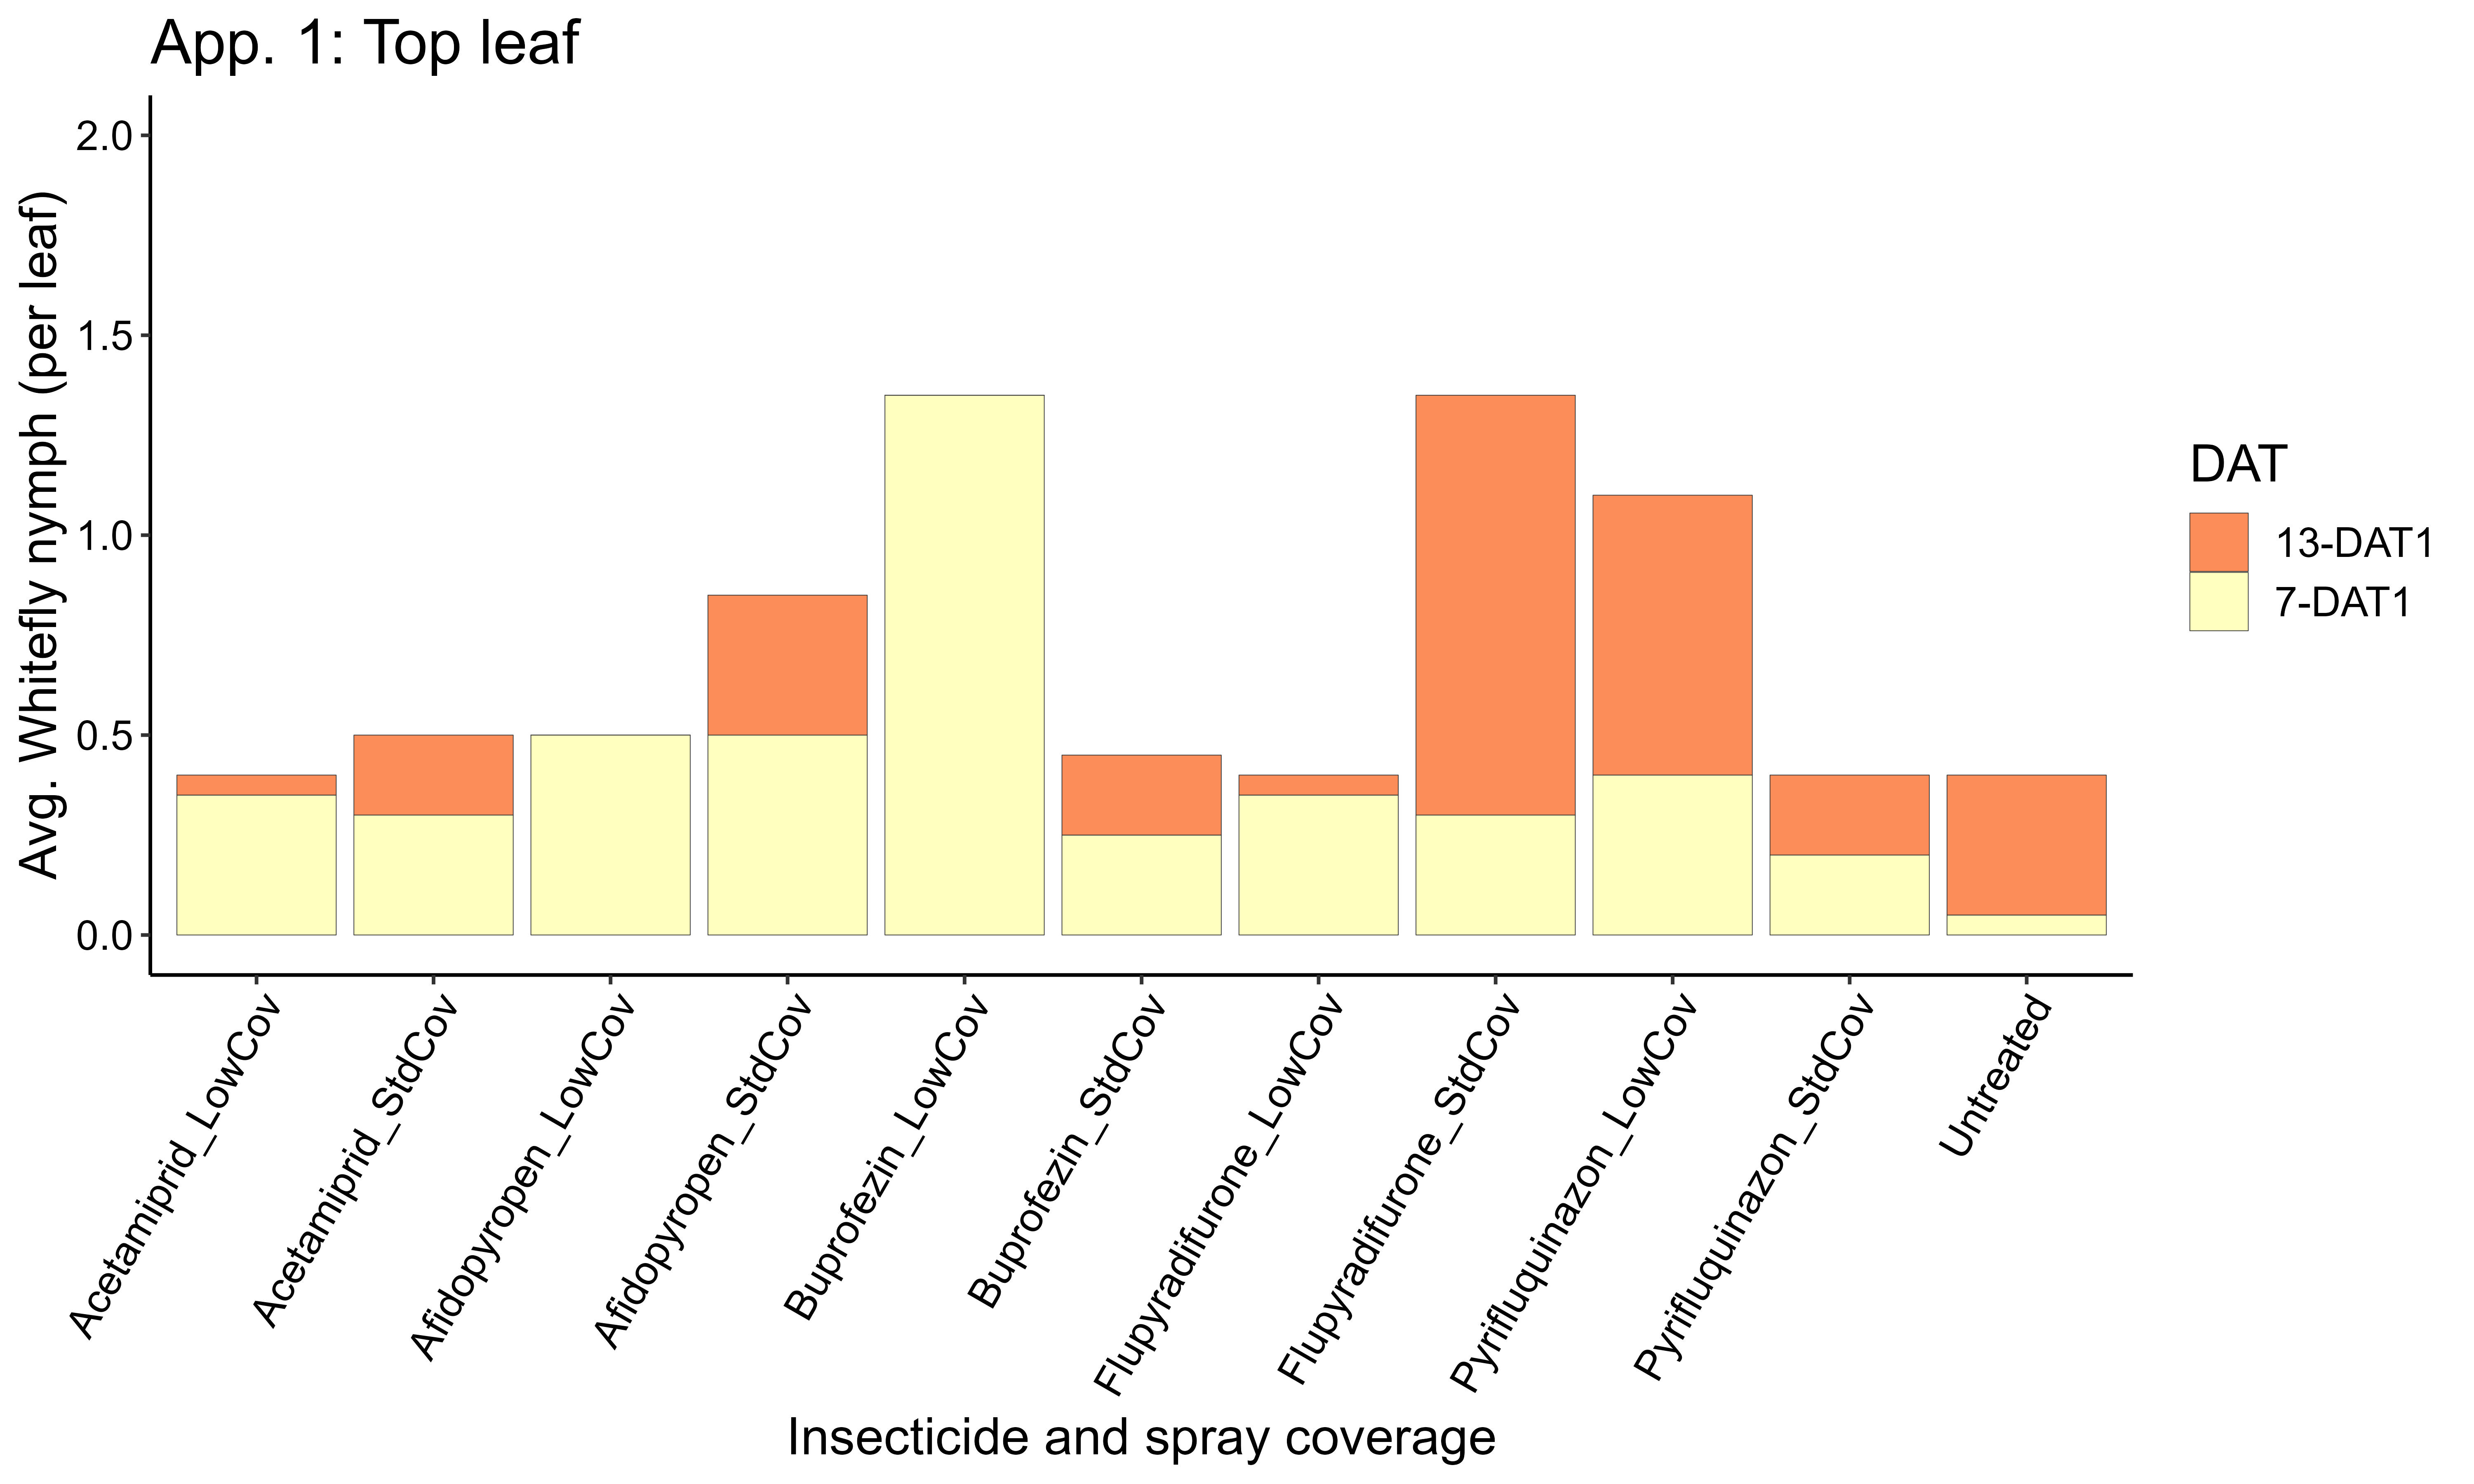 App. 1: Top leaf
Avg. Whitefly nymph (per leaf)
2.0
1.5
1.0
0.5
0.0
DAT
13-DAT1
7-DAT1
Acetamiprid_LowCov
Acetamiprid_StdCov
Afidopyropen_LowCov
Afidopyropen_StdCov
Buprofezin_LowCov
Buprofezin_StdCov
Flupyradifurone_LowCov
Flupyradifurone_StdCov
Pyrifluquinazon_LowCov
Pyrifluquinazon_StdCov
Untreated
Insecticide and spray coverage